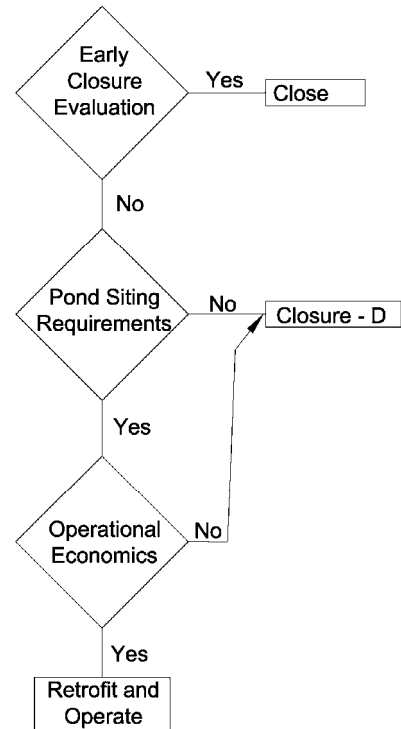 Early
Closure
Evaluation
Yes
Close
No
Pond Siting
Requirements
No
Closure - D
Yes
Operational
Economics
No
Yes
Retrofit and
Operate